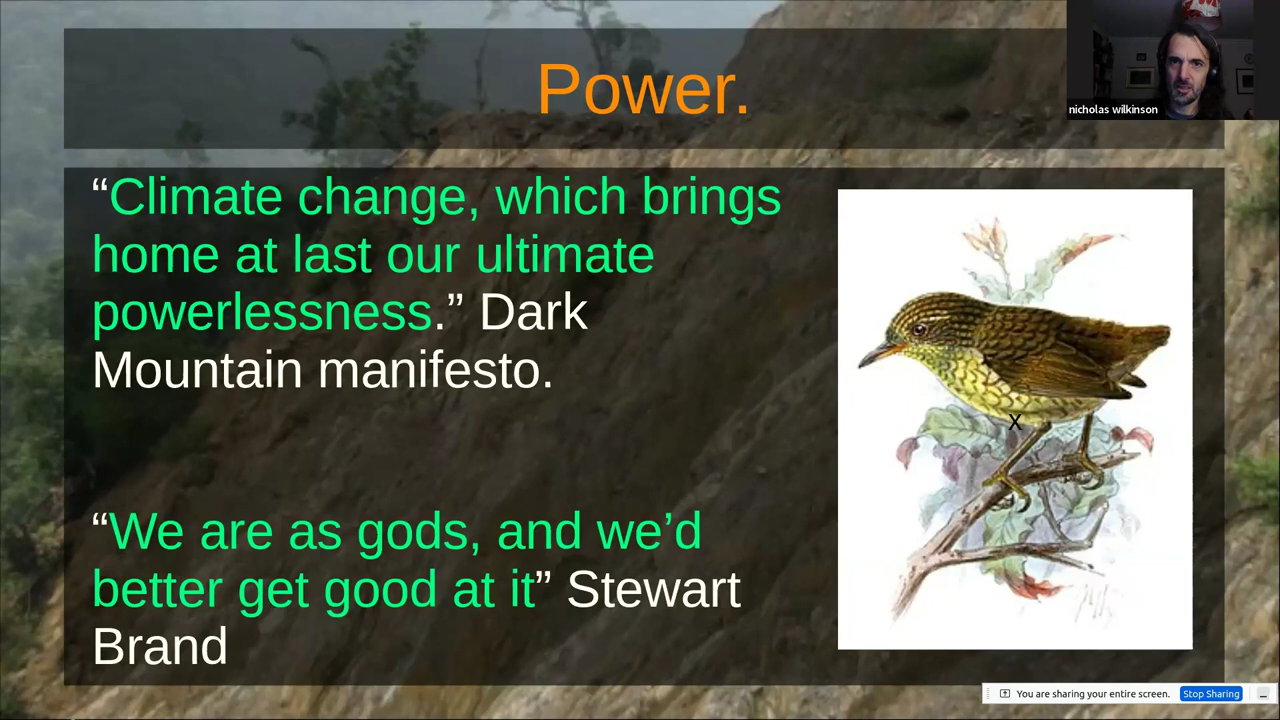 Power.
nicholas wilkinson
“Climate change, which brings
home at last our ultimate
powerlessness.” Dark
Mountain manifesto.
x
“We are as gods, and we’d
better get good at it” Stewart
Brand
You are sharing your entire screen.
Stop Sharing